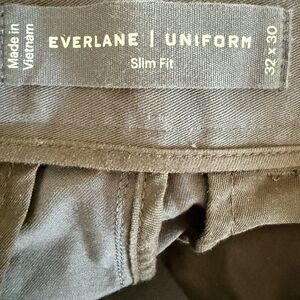 Made in
Vietnam
EVERLANE | UNIFORM
Slim Fit
32 x 30